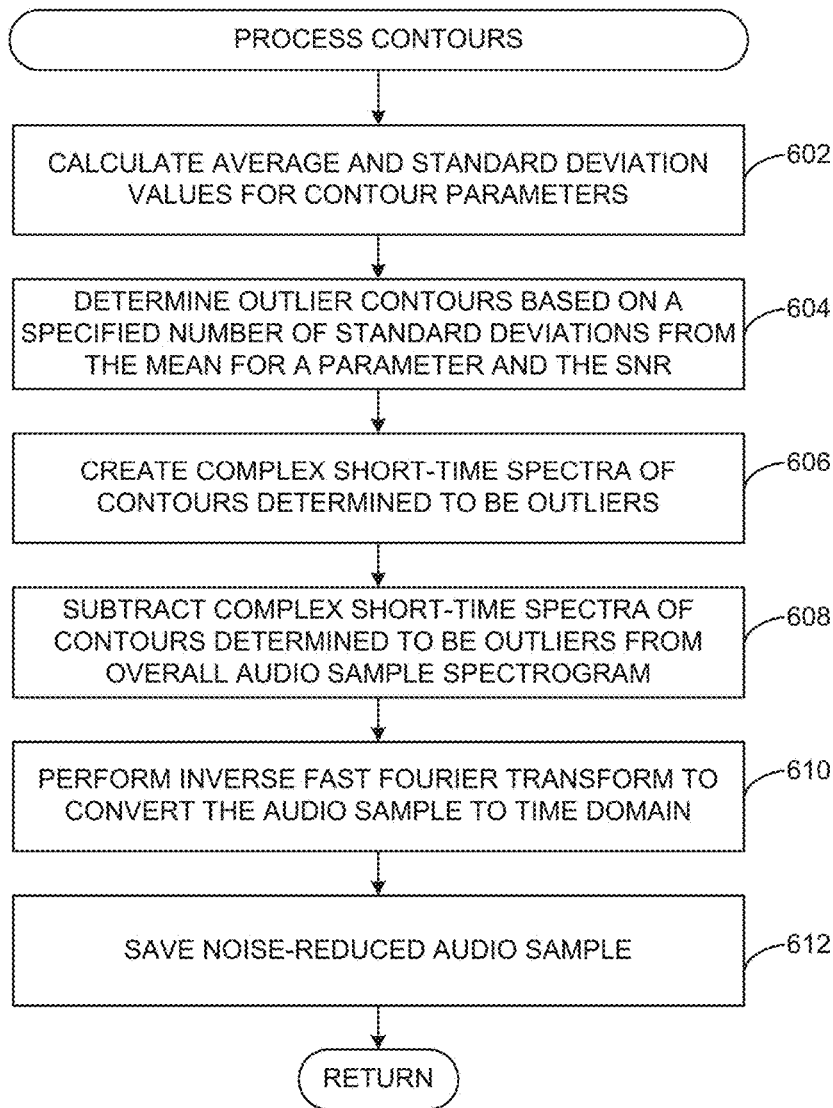 PROCESS CONTOURS
CALCULATE AVERAGE AND STANDARD DEVIATION
VALUES FOR CONTOUR PARAMETERS
602
DETERMINE OUTLIER CONTOURS BASED ON A
SPECIFIED NUMBER OF STANDARD DEVIATIONS FROM
THE MEAN FOR A PARAMETER AND THE SNR
604
CREATE COMPLEX SHORT-TIME SPECTRA OF
CONTOURS DETERMINED TO BE OUTLIERS
606
SUBTRACT COMPLEX SHORT-TIME SPECTRA OF
CONTOURS DETERMINED TO BE OUTLIERS FROM
OVERALL AUDIO SAMPLE SPECTROGRAM
608
PERFORM INVERSE FAST FOURIER TRANSFORM TO
CONVERT THE AUDIO SAMPLE TO TIME DOMAIN
610
SAVE NOISE-REDUCED AUDIO SAMPLE
612
RETURN